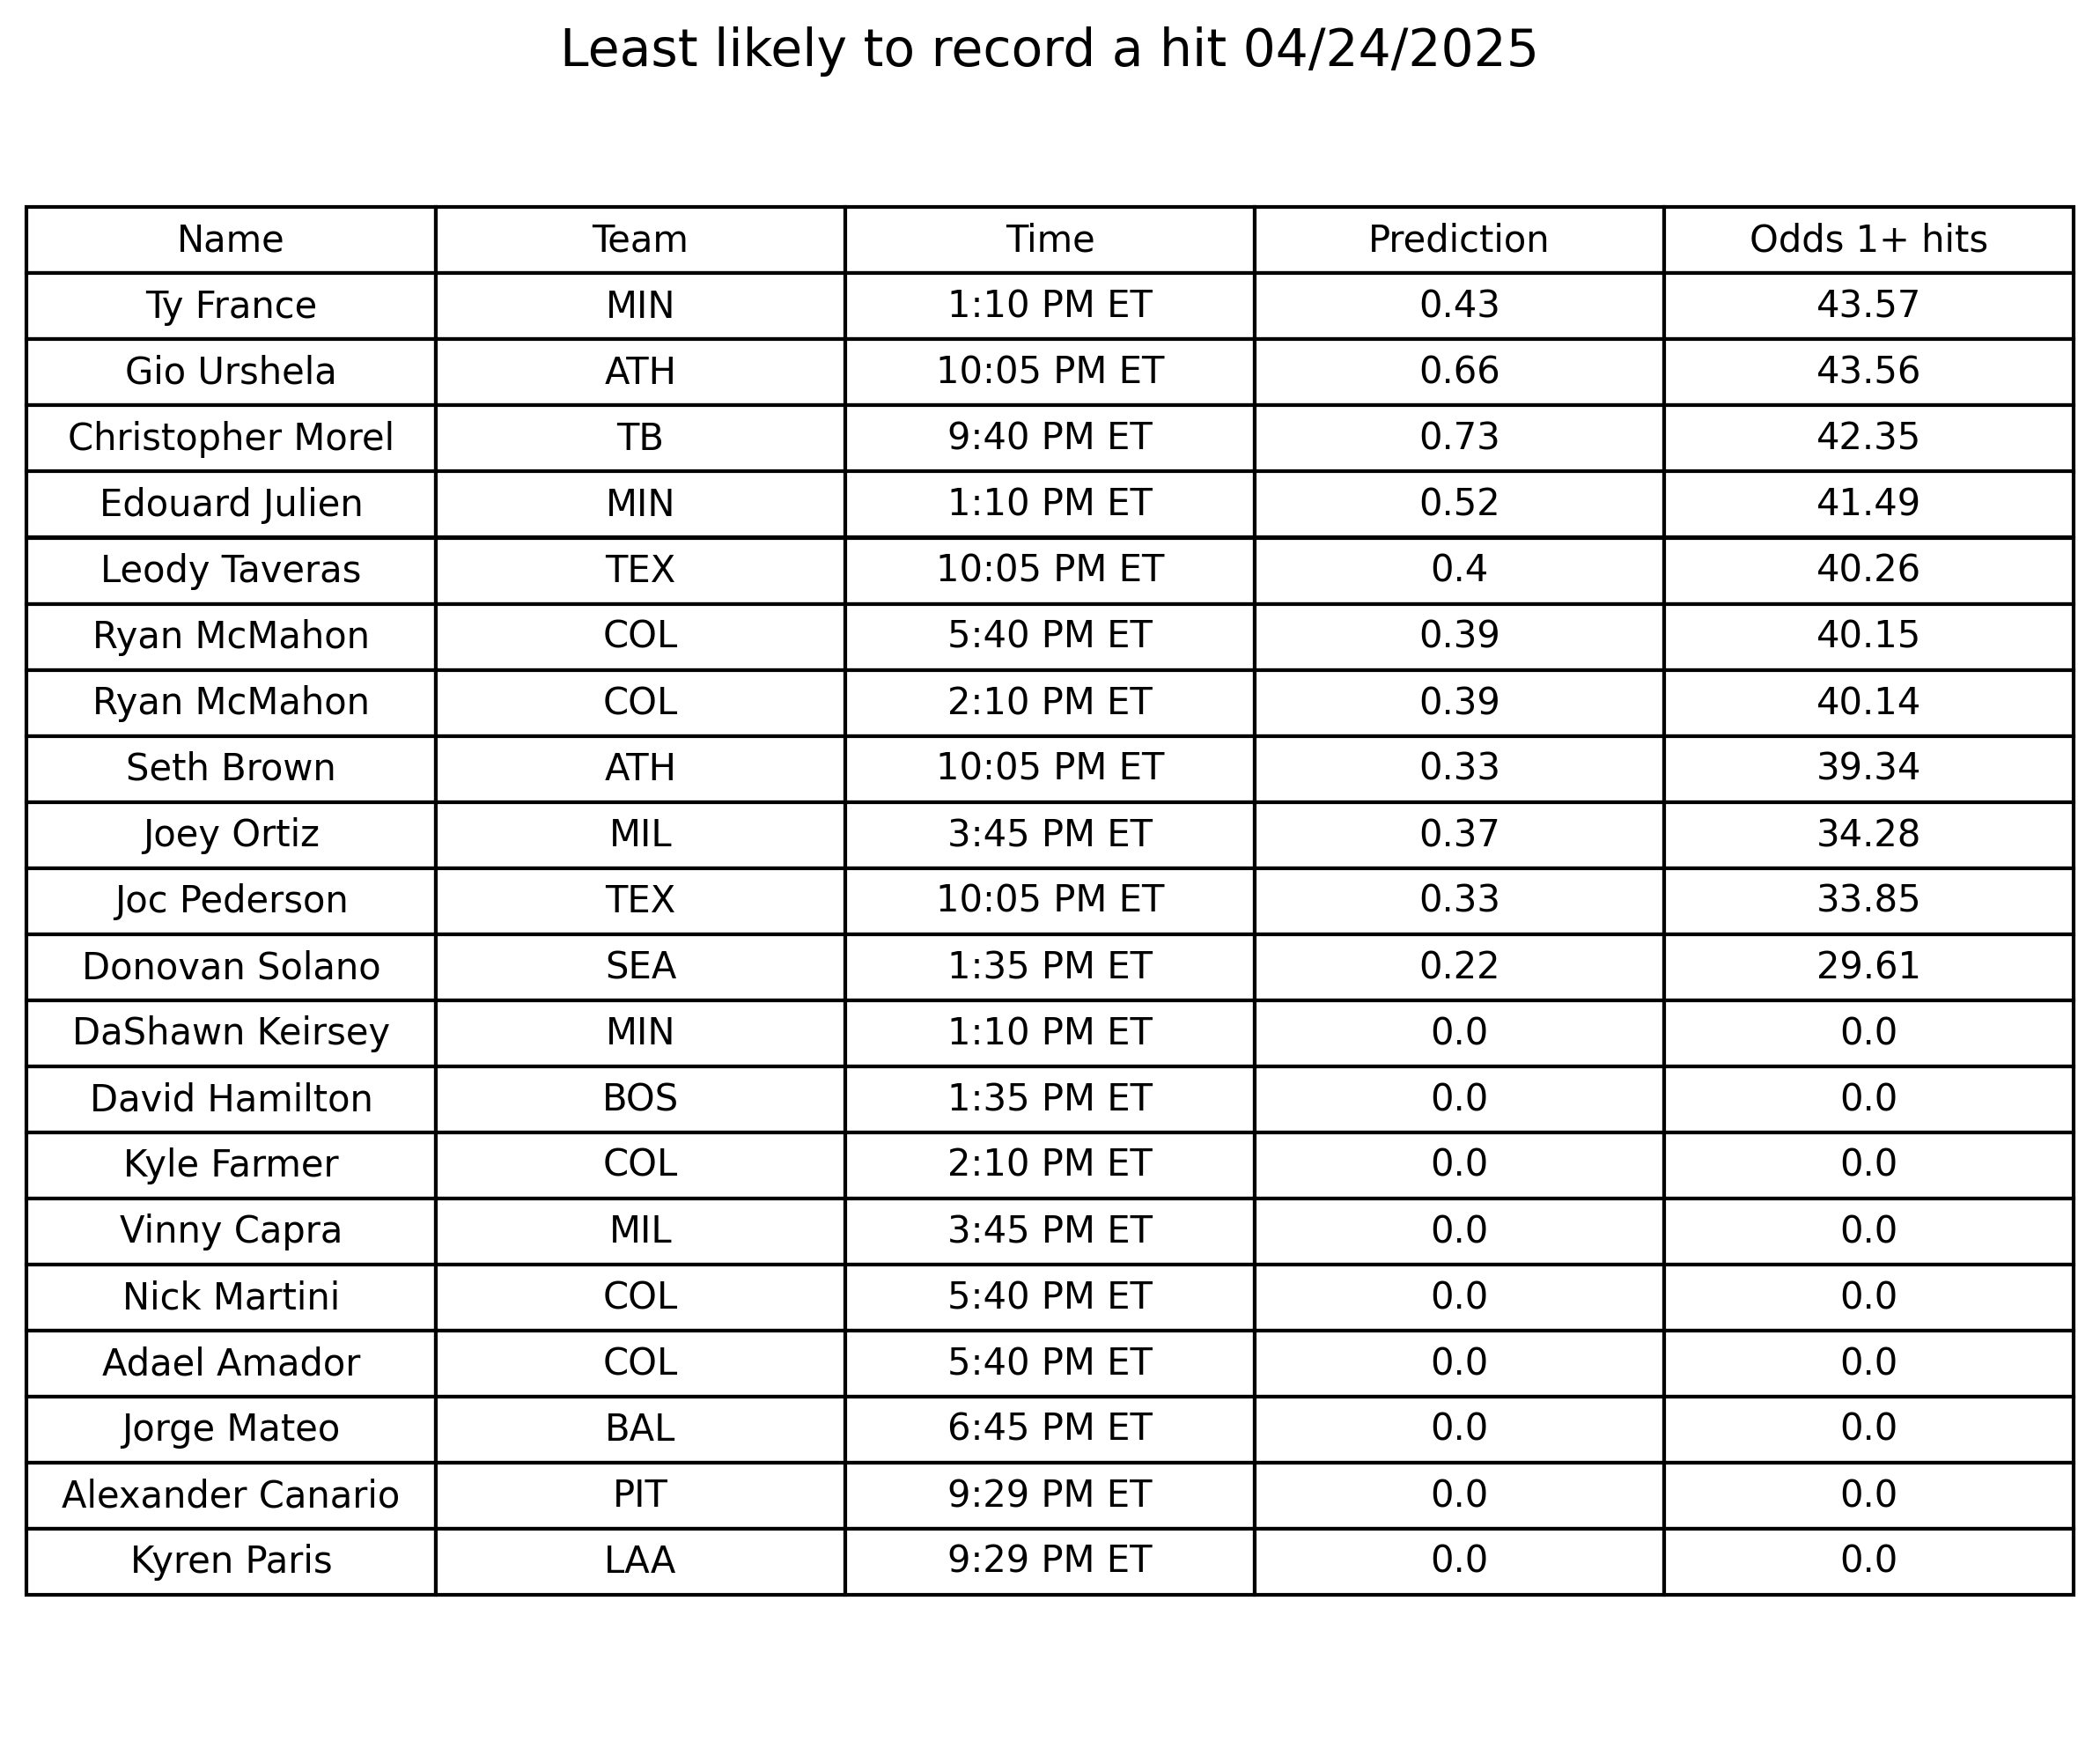 Least likely to record a hit 04/24/2025
Name Team Time Prediction Odds 1+ hits
Ty France MIN 1:10 PM ET 0.43 43.57
Gio Urshela ATH 10:05 PM ET 0.66 43.56
Christopher Morel TB 9:40 PM ET 0.73 42.35
Edouard Julien MIN 1:10 PM ET 0.52 41.49
Leody Taveras TEX 10:05 PM ET 0.4 40.26
Ryan McMahon COL 5:40 PM ET 0.39 40.15
Ryan McMahon COL 2:10 PM ET 0.39 40.14
Seth Brown ATH 10:05 PM ET 0.33 39.34
Joey Ortiz MIL 3:45 PM ET 0.37 34.28
Joc Pederson TEX 10:05 PM ET 0.33 33.85
Donovan Solano SEA 1:35 PM ET 0.22 29.61
DaShawn Keirsey MIN 1:10 PM ET 0.0 0.0
David Hamilton BOS 1:35 PM ET 0.0 0.0
Kyle Farmer COL 2:10 PM ET 0.0 0.0
Vinny Capra MIL 3:45 PM ET 0.0 0.0
Nick Martini COL 5:40 PM ET 0.0 0.0
Adael Amador COL 5:40 PM ET 0.0 0.0
Jorge Mateo BAL 6:45 PM ET 0.0 0.0
Alexander Canario PIT 9:29 PM ET 0.0 0.0
Kyren Paris LAA 9:29 PM ET 0.0 0.0